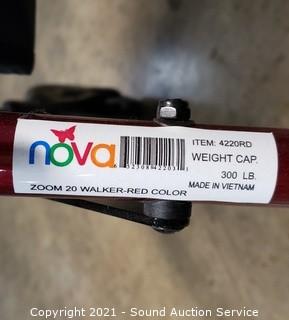 nova
ITEM: 4220RD
WEIGHT CAP.
300 LB.
ZOOM 20 WALKER-RED COLOR
MADE IN VIETNAM
Copyright 2021 - Sound Auction Service